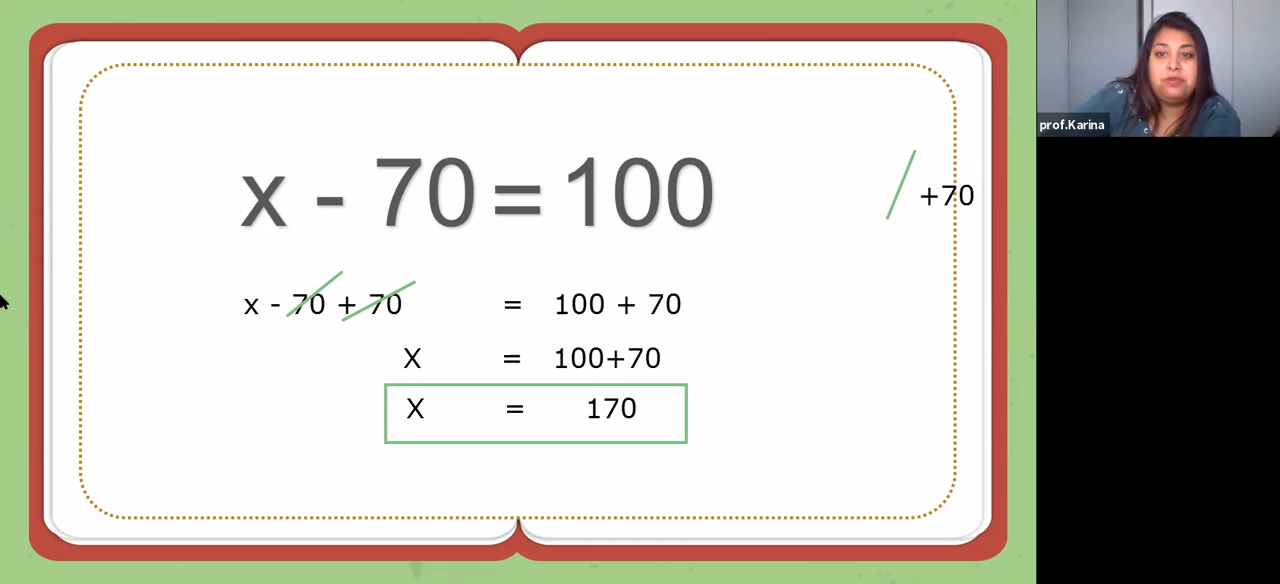 x - 70 = 100
/ +70
x - 70 + 70 = 100 + 70
X = 100+70
X = 170
prof.Karina